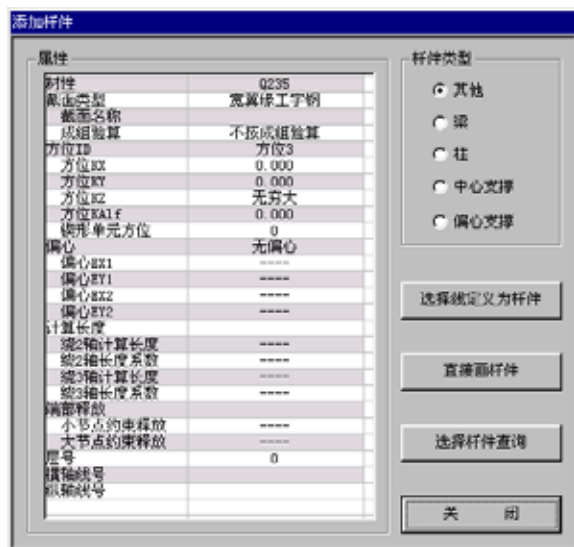 添加杆件
属性
材性 Q235
截面类型 宽翼缘工字钢
截面名称
成组验算 不按成组验算
方位ID 方位3
方位KX 0.000
方位KY 0.000
方位KZ 无穷大
方位KAlf 0.000
楔形单元方位 0
偏心 无偏心
偏心EX1 ----
偏心EY1 ----
偏心EX2 ----
偏心EY2 ----
计算长度
绕2轴计算长度 ----
绕2轴长度系数 ----
绕3轴计算长度 ----
绕3轴长度系数 ----
端部释放
小节点约束释放 ----
大节点约束释放 ----
层号 0
横轴线号
纵轴线号
杆件类型
其他
梁
柱
中心支撑
偏心支撑
选择线定义为杆件
直接画杆件
选择杆件查询
关 闭